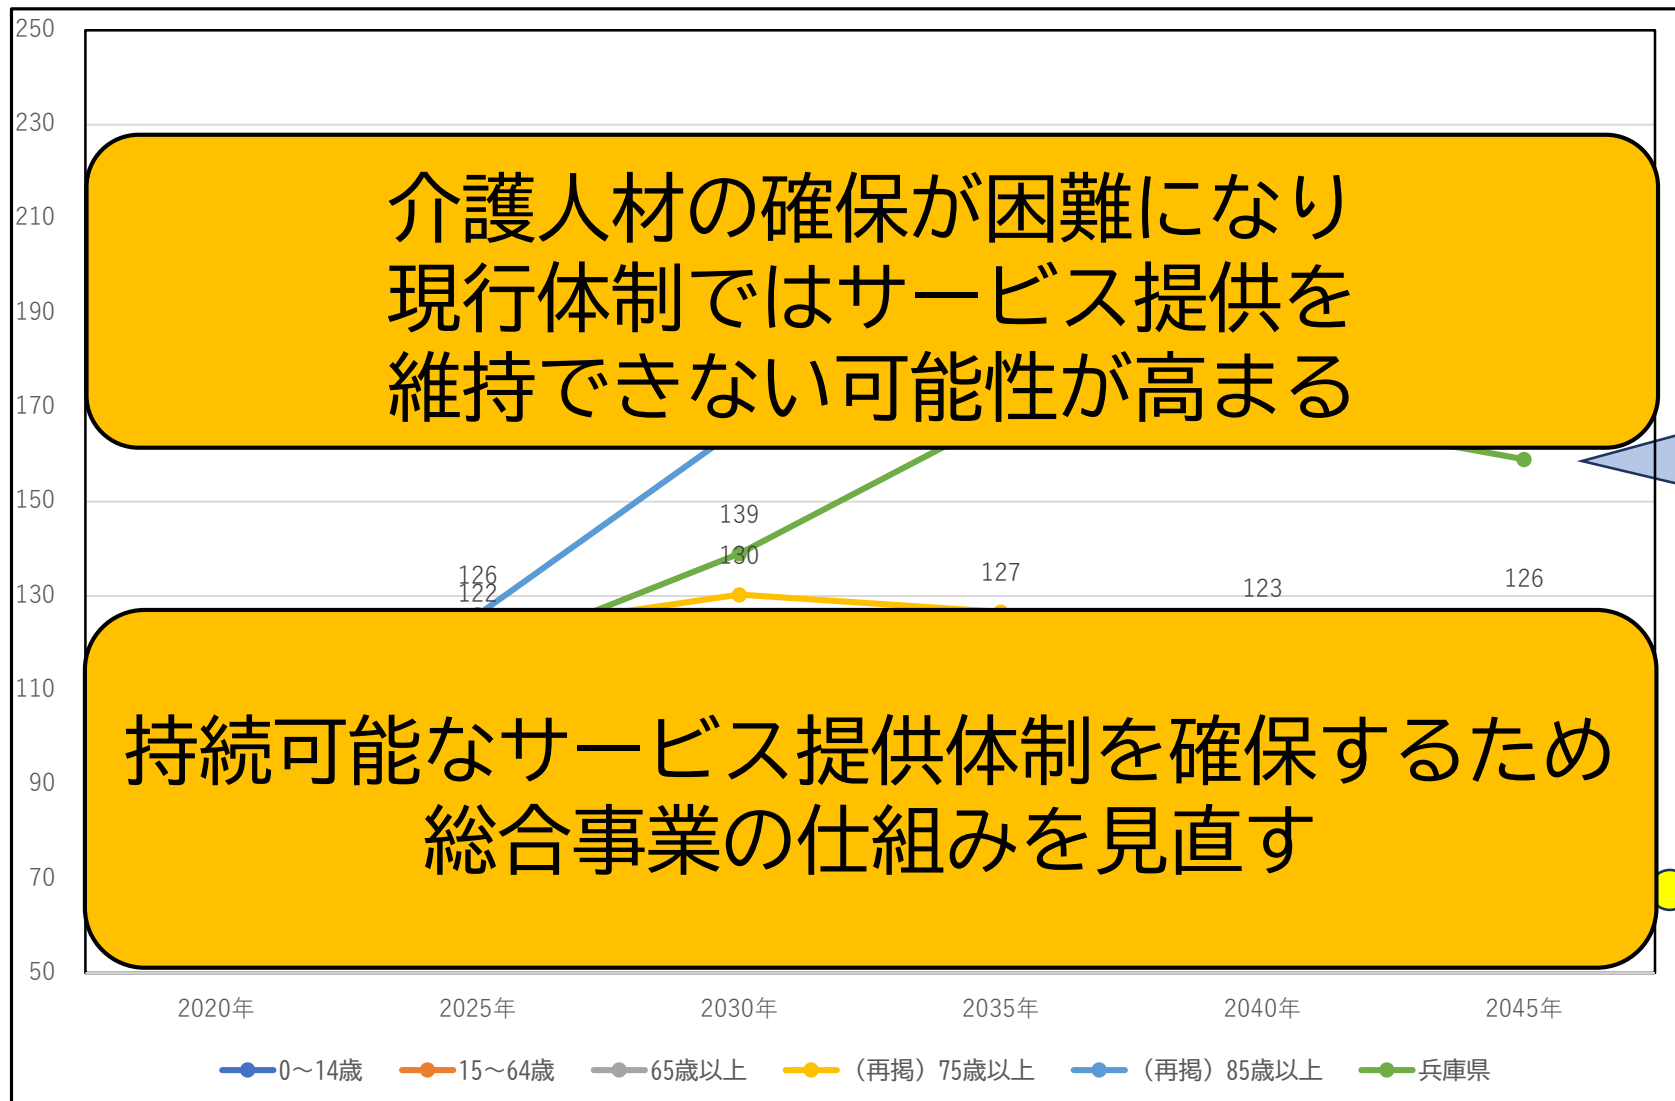 250
230
210
190
170
150
130
110
90
70
50
介護人材の確保が困難になり
現行体制ではサービス提供を
維持できない可能性が高まる
139
130
126
122
127
123
126
持続可能なサービス提供体制を確保するため
総合事業の仕組みを見直す
2020年 2025年 2030年 2035年 2040年 2045年
0～14歳 15～64歳 65歳以上 （再掲）75歳以上 （再掲）85歳以上 兵庫県